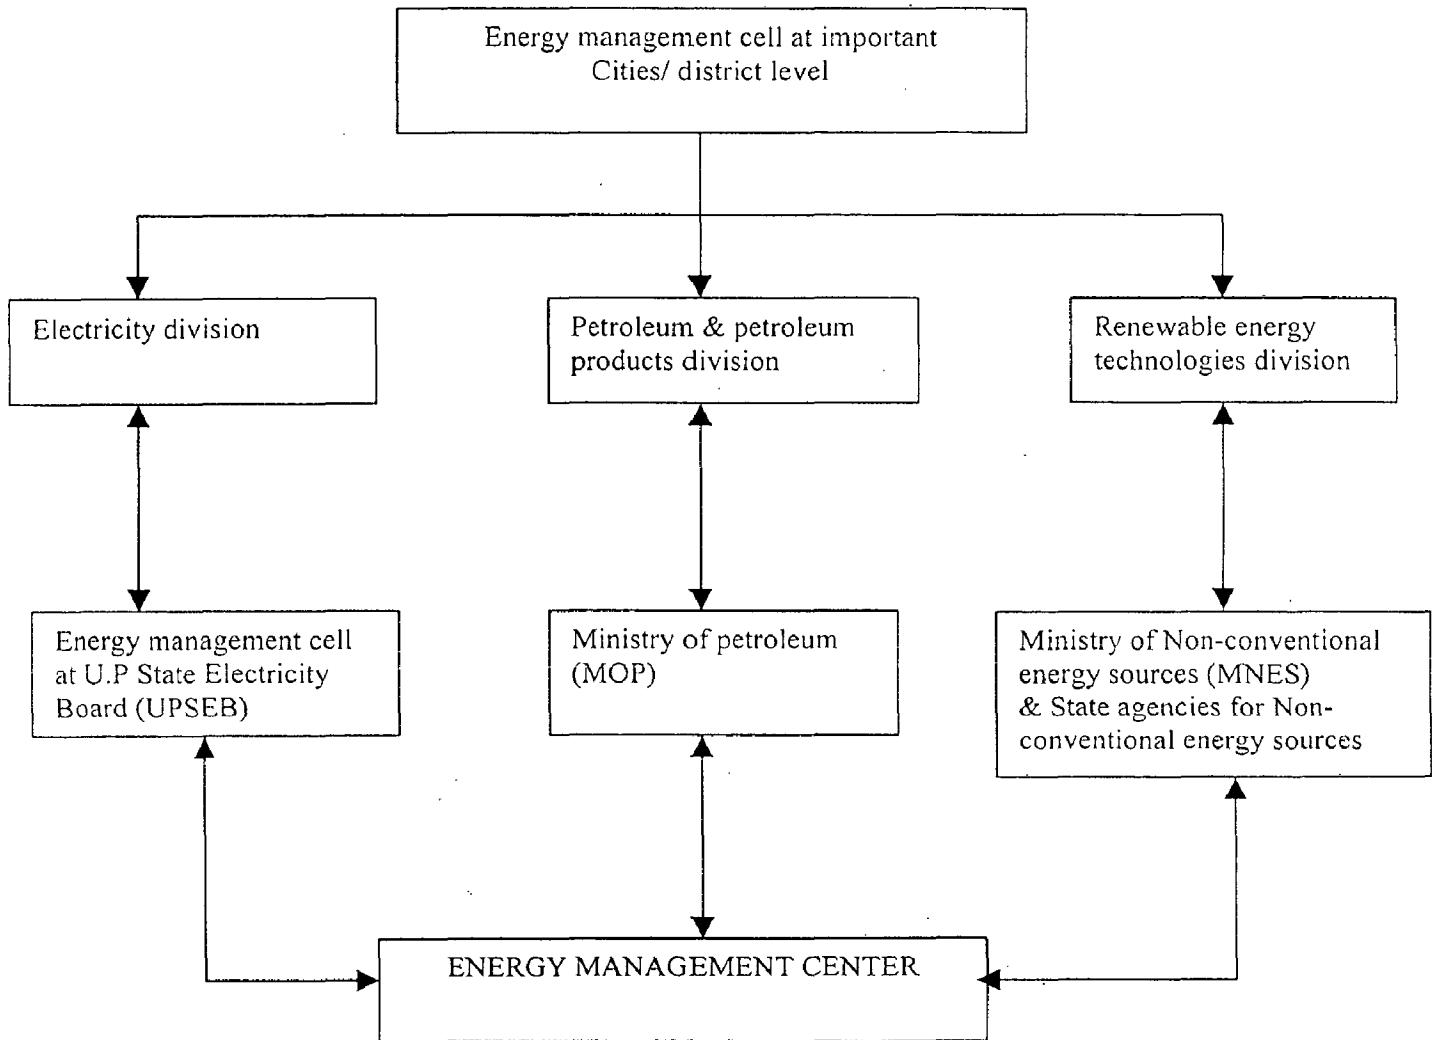 Energy management cell at important
Cities/ district level
Electricity division
Petroleum & petroleum
products division
Renewable energy
technologies division
Energy management cell
at U.P State Electricity
Board (UPSEB)
Ministry of petroleum
(MOP)
Ministry of Non-conventional
energy sources (MNES)
& State agencies for Non-
conventional energy sources
ENERGY MANAGEMENT CENTER